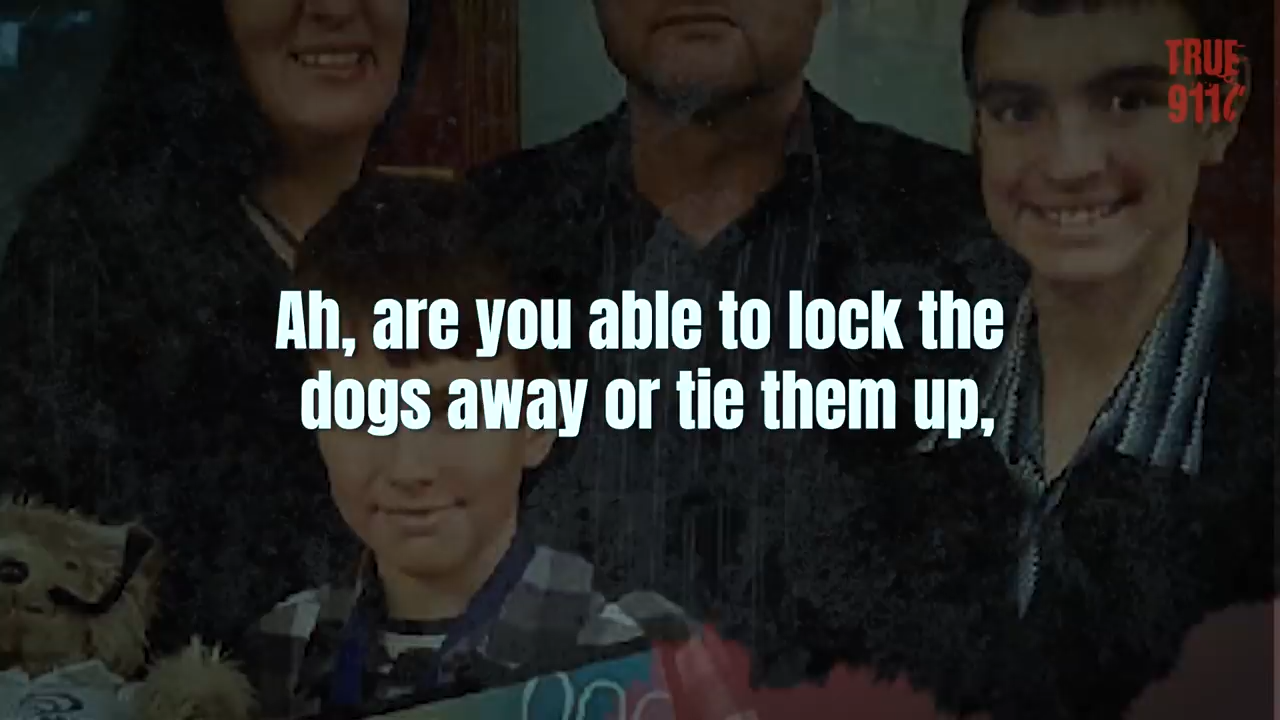 TRUE
911
Ah, are you able to lock the
dogs away or tie them up,